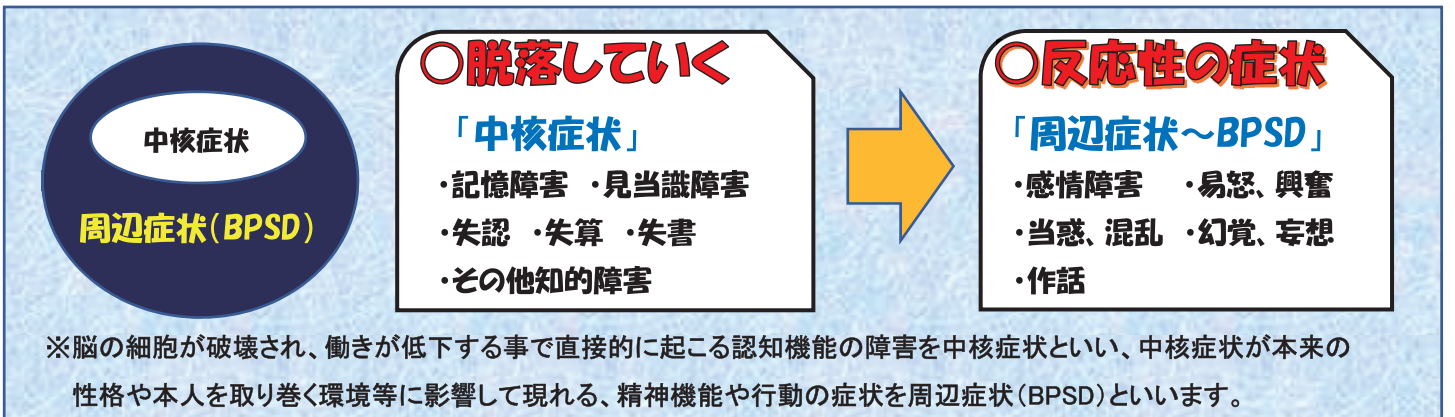 中核症状
周辺症状(BPSD)
○脱落していく
「中核症状」
・記憶障害 ・見当識障害
・失認 ・失算 ・失書
・その他知的障害
○反応性の症状
「周辺症状～BPSD」
・感情障害 ・易怒、興奮
・当惑、混乱 ・幻覚、妄想
・作話
※脳の細胞が破壊され、働きが低下する事で直接的に起こる認知機能の障害を中核症状といい、中核症状が本来の
性格や本人を取り巻く環境等に影響して現れる、精神機能や行動の症状を周辺症状(BPSD)といいます。